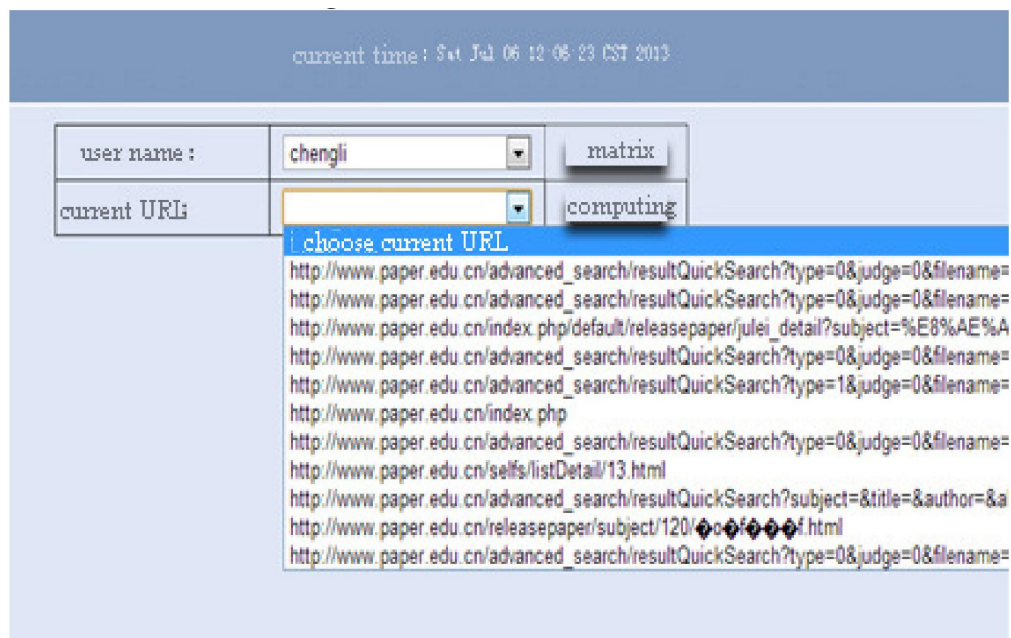 current time: Sat Jul 06 12:06:23 CST 2013
user name : chengli matrix
current URL: computing
choose current URL
http://www.paper.edu.cn/advanced_search/resultQuickSearch?type=0&judge=0&filename=
http://www.paper.edu.cn/advanced_search/resultQuickSearch?type=0&judge=0&filename=
http://www.paper.edu.cn/index.php/default/releasepaper/julei_detail?subject=%E8%AE%A
http://www.paper.edu.cn/advanced_search/resultQuickSearch?type=0&judge=0&filename=
http://www.paper.edu.cn/advanced_search/resultQuickSearch?type=1&judge=0&filename=
http://www.paper.edu.cn/index.php
http://www.paper.edu.cn/advanced_search/resultQuickSearch?type=0&judge=0&filename=
http://www.paper.edu.cn/selfs/listDetail/13.html
http://www.paper.edu.cn/advanced_search/resultQuickSearch?subject=&title=&author=&a
http://www.paper.edu.cn/releasepaper/subject/120/�o�f���f.html
http://www.paper.edu.cn/advanced_search/resultQuickSearch?type=0&judge=0&filename=